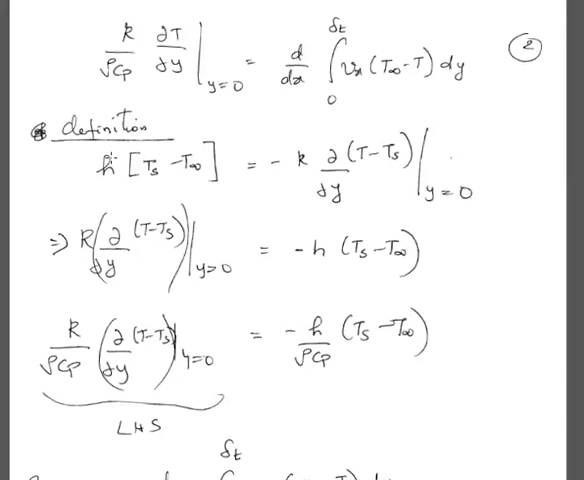 k/ρCp ∂T/∂y |y=0 = d/dx ∫0^δt vx (T∞ - T) dy   (2)
definition
h [Ts - T∞] = - k ∂/∂y (T - Ts) |y=0
⇒ k (∂/∂y (T-Ts)) |y=0 = - h (Ts - T∞)
k/ρCp (∂/∂y (T-Ts)) |y=0 = - h/ρCp (Ts - T∞)
LHS
δt